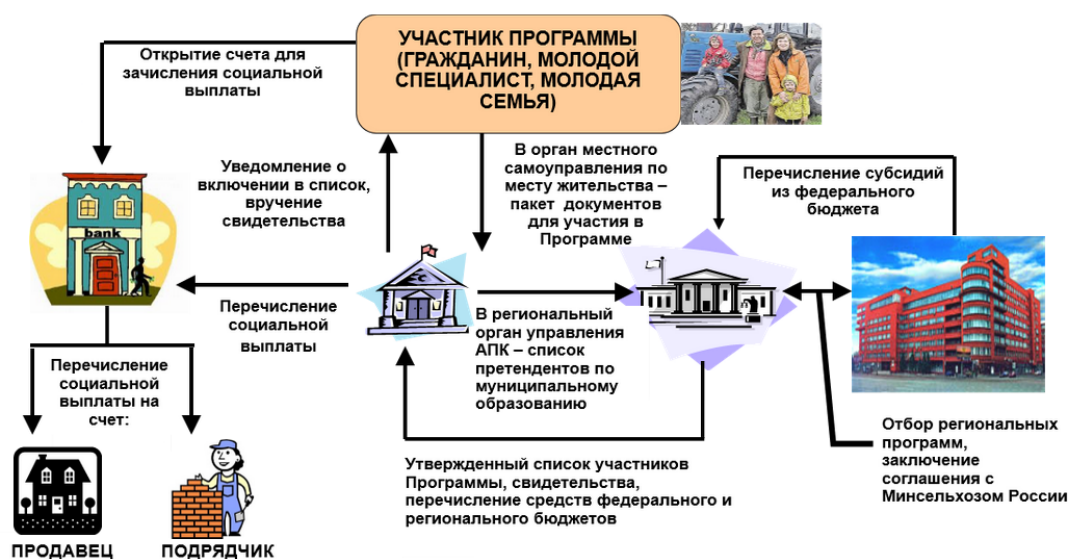 УЧАСТНИК ПРОГРАММЫ
(ГРАЖДАНИН, МОЛОДОЙ
СПЕЦИАЛИСТ, МОЛОДАЯ
СЕМЬЯ)
Открытие счета для
зачисления социальной
выплаты
Уведомление о
включении в список,
вручение
свидетельства
В орган местного
самоуправления по
месту жительства –
пакет документов
для участия в
Программе
Перечисление субсидий
из федерального
бюджета
bank
Перечисление
социальной
выплаты
В региональный
орган управления
АПК – список
претендентов по
муниципальному
образованию
Перечисление
социальной
выплаты на
счет:
Отбор региональных
программ,
заключение
соглашения с
Минсельхозом России
Утвержденный список участников
Программы, свидетельства,
перечисление средств федерального и
регионального бюджетов
ПРОДАВЕЦ
ПОДРЯДЧИК